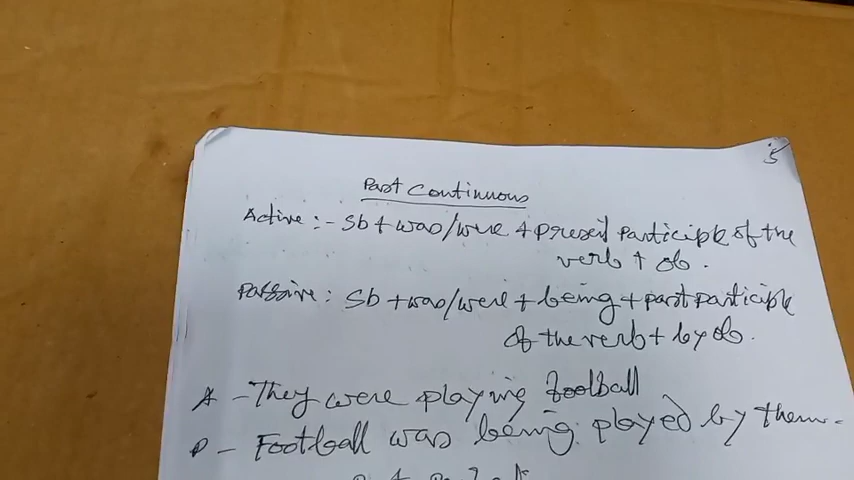 5
Past Continuous
Active :- Sb + was/were + present participle of the
verb + ob.
Passive : Sb + was/were + being + past participle
of the verb + by ob.
A - They were playing football
P - Football was being played by them.